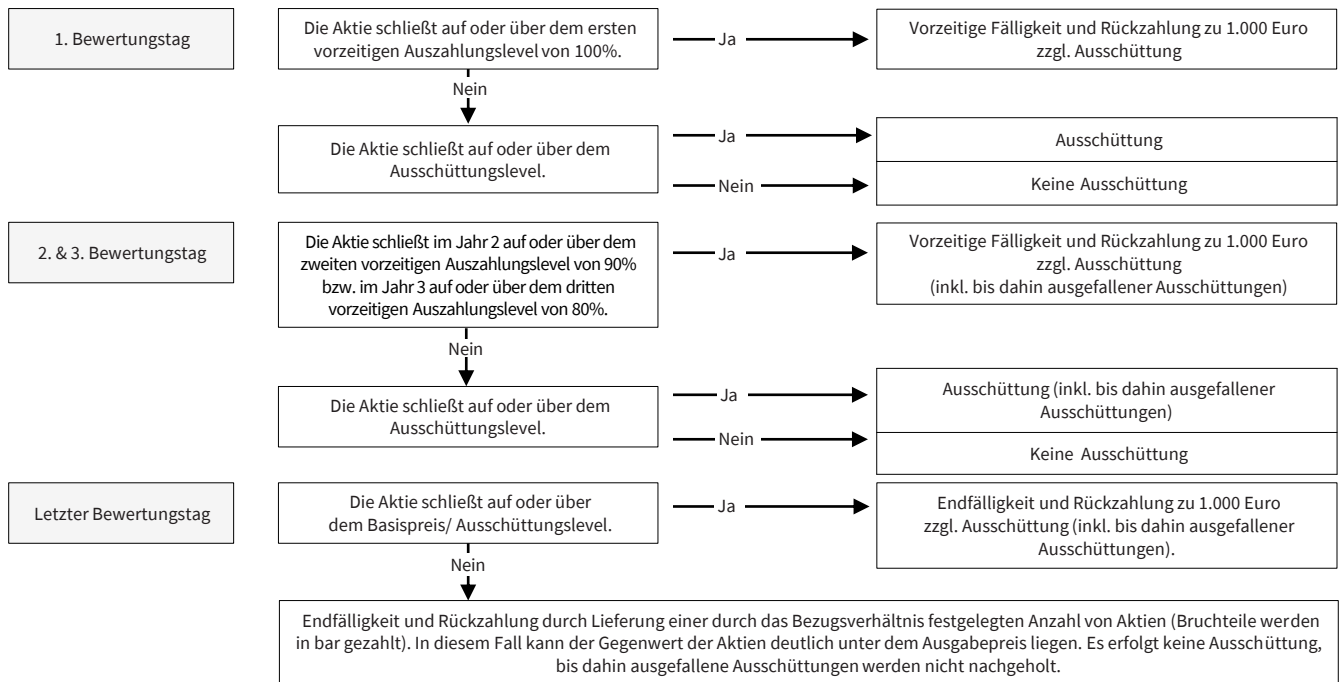 1. Bewertungstag
Die Aktie schließt auf oder über dem ersten
vorzeitigen Auszahlungslevel von 100%.
Ja
Vorzeitige Fälligkeit und Rückzahlung zu 1.000 Euro
zzgl. Ausschüttung
Nein
Die Aktie schließt auf oder über dem
Ausschüttungslevel.
Ja
Ausschüttung
Nein
Keine Ausschüttung
2. & 3. Bewertungstag
Die Aktie schließt im Jahr 2 auf oder über dem
zweiten vorzeitigen Auszahlungslevel von 90%
bzw. im Jahr 3 auf oder über dem dritten
vorzeitigen Auszahlungslevel von 80%.
Ja
Vorzeitige Fälligkeit und Rückzahlung zu 1.000 Euro
zzgl. Ausschüttung
(inkl. bis dahin ausgefallener Ausschüttungen)
Nein
Die Aktie schließt auf oder über dem
Ausschüttungslevel.
Ja
Ausschüttung (inkl. bis dahin ausgefallener
Ausschüttungen)
Nein
Keine Ausschüttung
Letzter Bewertungstag
Die Aktie schließt auf oder über
dem Basispreis/ Ausschüttungslevel.
Ja
Endfälligkeit und Rückzahlung zu 1.000 Euro
zzgl. Ausschüttung (inkl. bis dahin ausgefallener
Ausschüttungen).
Nein
Endfälligkeit und Rückzahlung durch Lieferung einer durch das Bezugsverhältnis festgelegten Anzahl von Aktien (Bruchteile werden
in bar gezahlt). In diesem Fall kann der Gegenwert der Aktien deutlich unter dem Ausgabepreis liegen. Es erfolgt keine Ausschüttung,
bis dahin ausgefallene Ausschüttungen werden nicht nachgeholt.